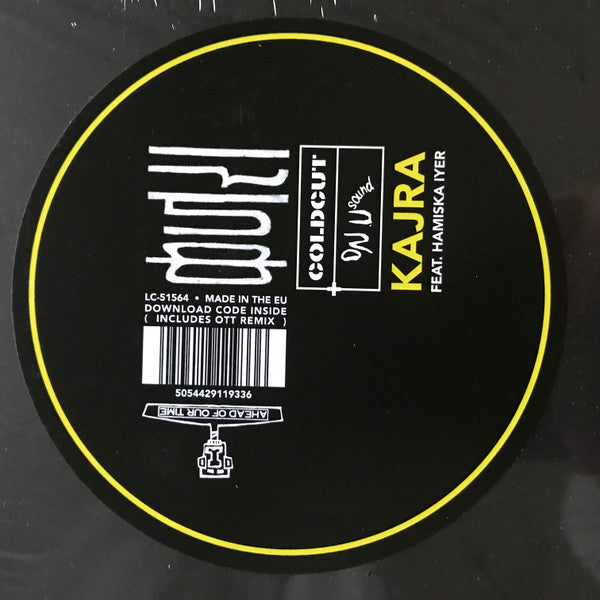 COLDCUT
ON U Sound
KAJRA
FEAT. HAMISKA IYER
LC-51564 • MADE IN THE EU
DOWNLOAD CODE INSIDE
( INCLUDES OTT REMIX )
5054429119336
AHEAD OF OUR TIME